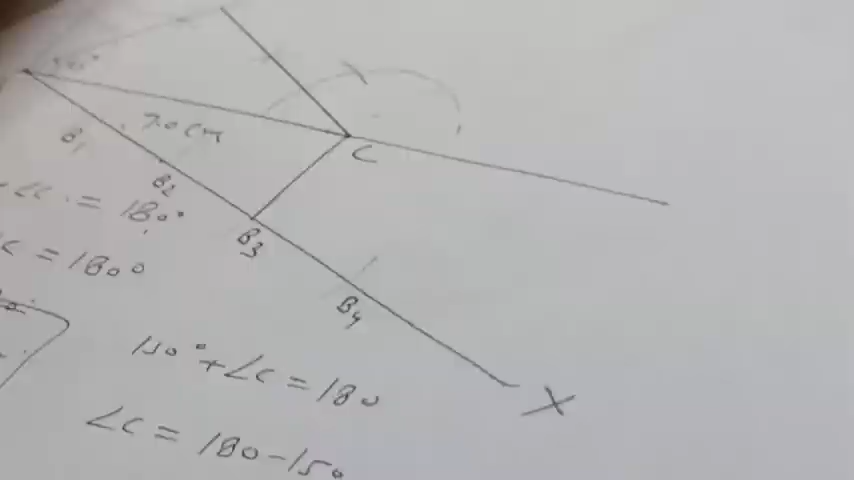 7.0 cm
C
B1
B2
∠C = 180°
B3
C = 180°
B4
150° + ∠C = 180
X
∠C = 180 - 150